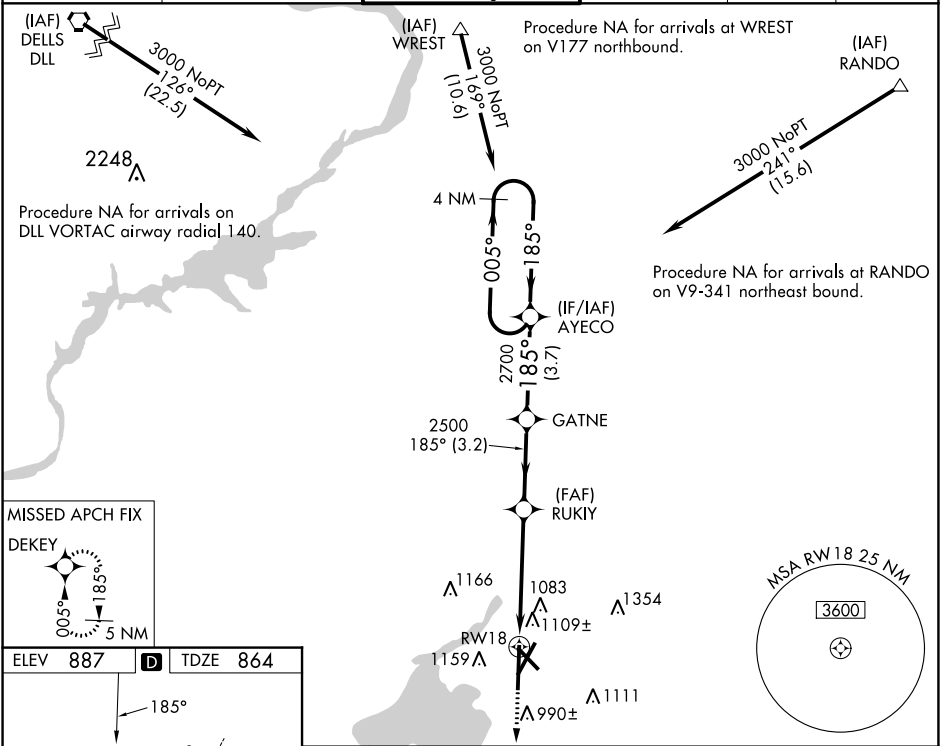 (IAF)
DELLS
DLL
3000 NoPT
126°
(22.5)
(IAF)
WREST
3000 NoPT
169°
(10.6)
Procedure NA for arrivals at WREST
on V177 northbound.
(IAF)
RANDO
3000 NoPT
241°
(15.6)
2248
Procedure NA for arrivals on
DLL VORTAC airway radial 140.
4 NM
005°
185°
Procedure NA for arrivals at RANDO
on V9-341 northeast bound.
(IF/IAF)
AYECO
2700
185°
(3.7)
GATNE
2500
185° (3.2)
(FAF)
RUKIY
MISSED APCH FIX
DEKEY
005°
185°
5 NM
1166
1083
1354
1109±
RW18
1159
1111
990±
MSA RW18 25 NM
3600
ELEV 887 D TDZE 864
185°